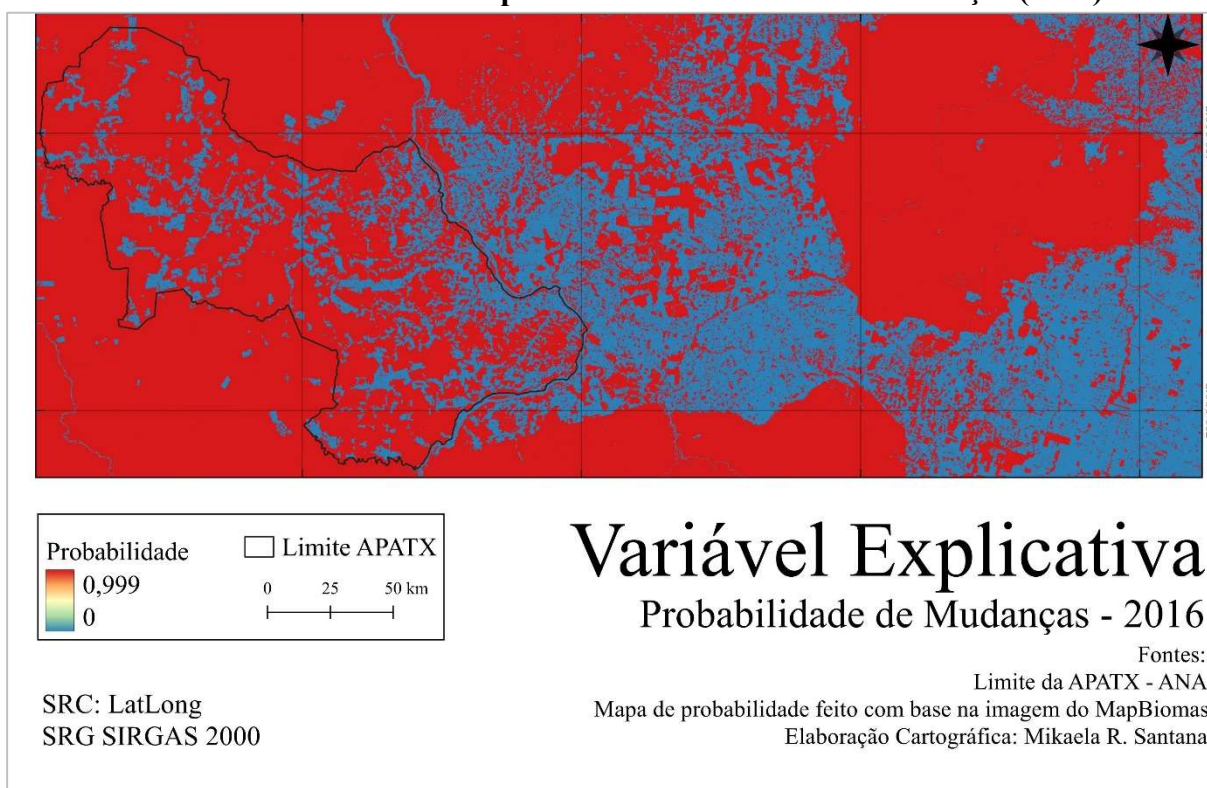 Probabilidade
0,999
0
Limite APATX
0 25 50 km
Variável Explicativa
Probabilidade de Mudanças - 2016
Fontes:
Limite da APATX - ANA
Mapa de probabilidade feito com base na imagem do MapBiomas
Elaboração Cartográfica: Mikaela R. Santana
SRC: LatLong
SRG SIRGAS 2000